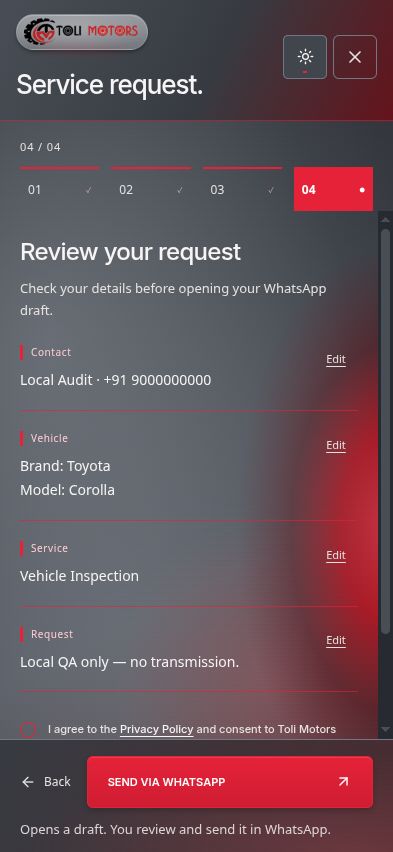 TOLI MOTORS
Service request.
04 / 04
01 ✓ 02 ✓ 03 ✓ 04
Review your request
Check your details before opening your WhatsApp
draft.
Contact
Edit
Local Audit · +91 9000000000
Vehicle
Edit
Brand: Toyota
Model: Corolla
Service
Edit
Vehicle Inspection
Request
Edit
Local QA only — no transmission.
I agree to the Privacy Policy and consent to Toli Motors
Back
SEND VIA WHATSAPP
Opens a draft. You review and send it in WhatsApp.